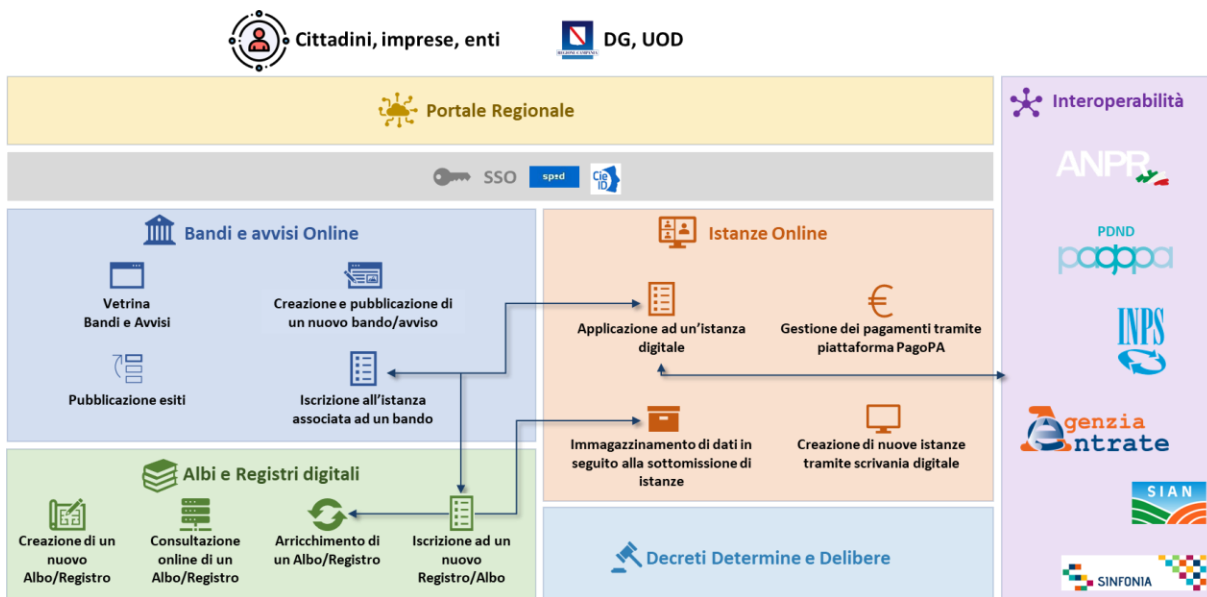 Cittadini, imprese, enti
REGIONE CAMPANIA
DG, UOD
Portale Regionale
SSO
sped
Cie
ID
Bandi e avvisi Online
Vetrina
Bandi e Avvisi
Creazione e pubblicazione di
un nuovo bando/avviso
Pubblicazione esiti
Iscrizione all'istanza
associata ad un bando
Istanze Online
Applicazione ad un'istanza
digitale
Gestione dei pagamenti tramite
piattaforma PagoPA
Immagazzinamento di dati in
seguito alla sottomissione di
istanze
Creazione di nuove istanze
tramite scrivania digitale
Albi e Registri digitali
Creazione di un
nuovo
Albo/Registro
Consultazione
online di un
Albo/Registro
Arricchimento di
un Albo/Registro
Iscrizione ad un
nuovo
Registro/Albo
Decreti Determine e Delibere
Interoperabilità
ANPR
PDND
pagopa
INPS
Agenzia
Entrate
SIAN
SINFONIA